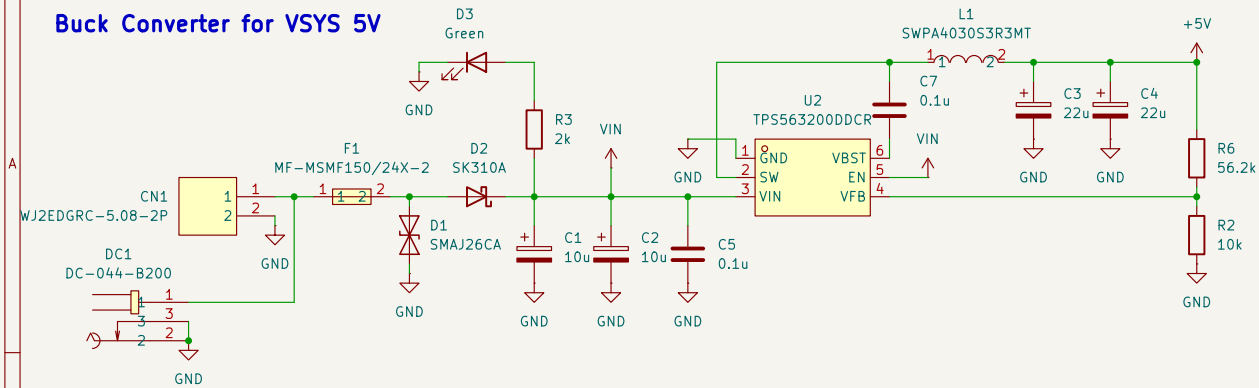 Buck Converter for VSYS 5V
A
D3
Green
GND
R3
2k
VIN
F1
MF-MSMF150/24X-2
1 1 2 2
D2
SK310A
CN1
WJ2EDGRC-5.08-2P
1 1
2 2
GND
D1
SMAJ26CA
GND
DC1
DC-044-B200
1 1
3 3
2 2
GND
+ C1
10u
GND
+ C2
10u
GND
C5
0.1u
GND
U2
TPS563200DDCR
GND
1 GND VBST 6
2 SW EN 5
3 VIN VFB 4
C7
0.1u
VIN
L1
SWPA4030S3R3MT
1 1 2 2
+ C3
22u
GND
+ C4
22u
GND
+5V
R6
56.2k
R2
10k
GND